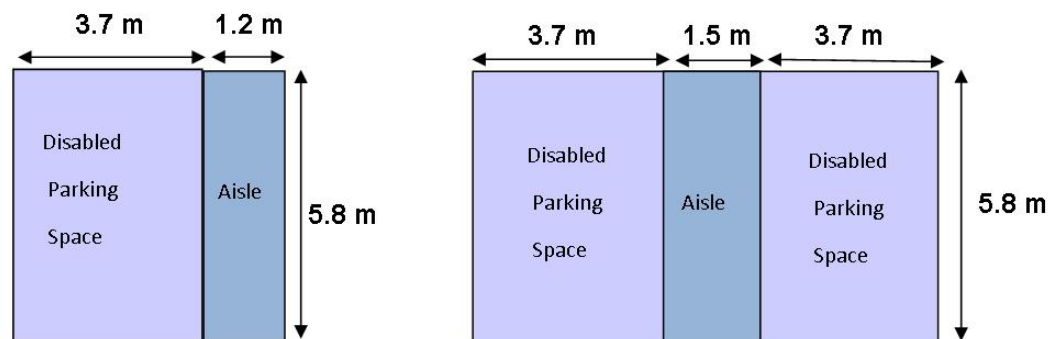 3.7 m
1.2 m
Disabled
Parking
Space
Aisle
5.8 m
3.7 m
1.5 m
3.7 m
Disabled
Parking
Space
Aisle
Disabled
Parking
Space
5.8 m